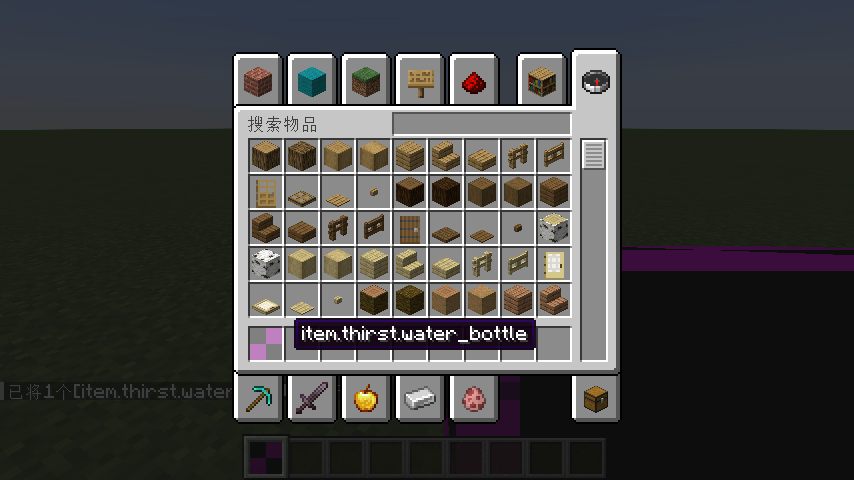 搜索物品
item.thirst.water_bottle
已将1个[item.thirst.water